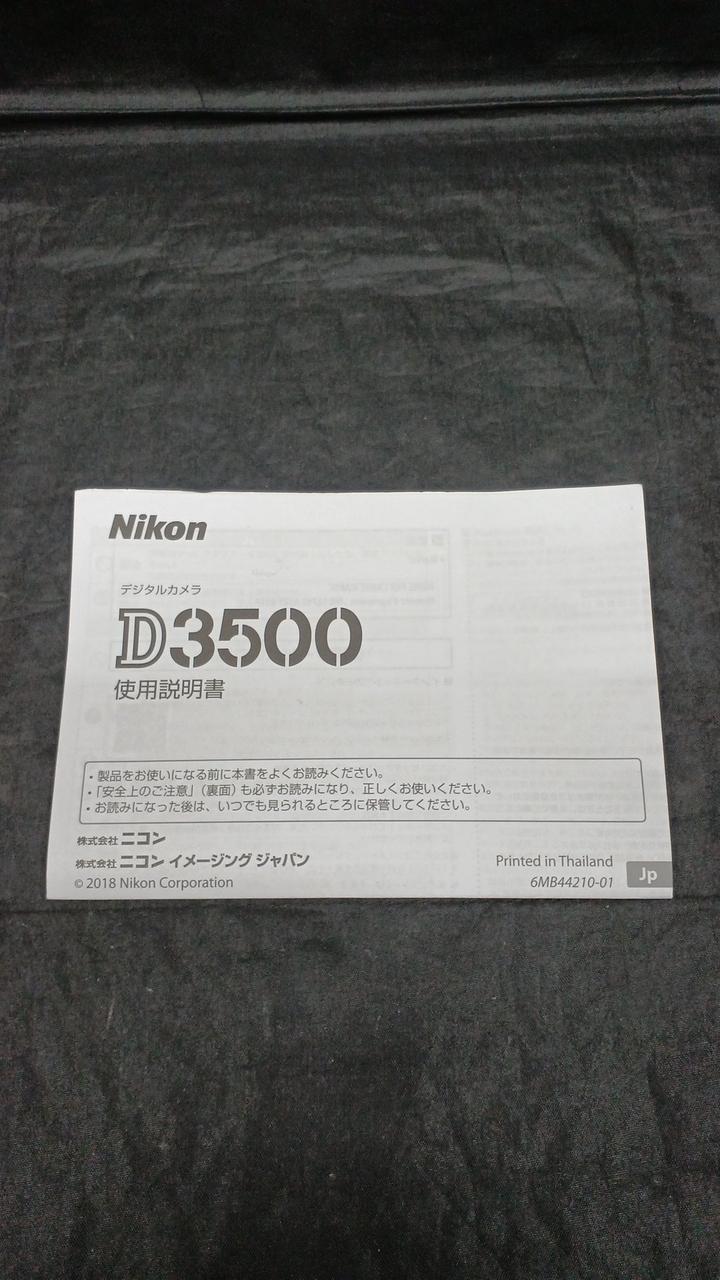 Nikon
デジタルカメラ
D3500
使用説明書
・製品をお使いになる前に本書をよくお読みください。
・「安全上のご注意」（裏面）も必ずお読みになり、正しくお使いください。
・お読みになった後は、いつでも見られるところに保管してください。
株式会社 ニコン
株式会社 ニコン イメージング ジャパン
© 2018 Nikon Corporation
Printed in Thailand
6MB44210-01
Jp